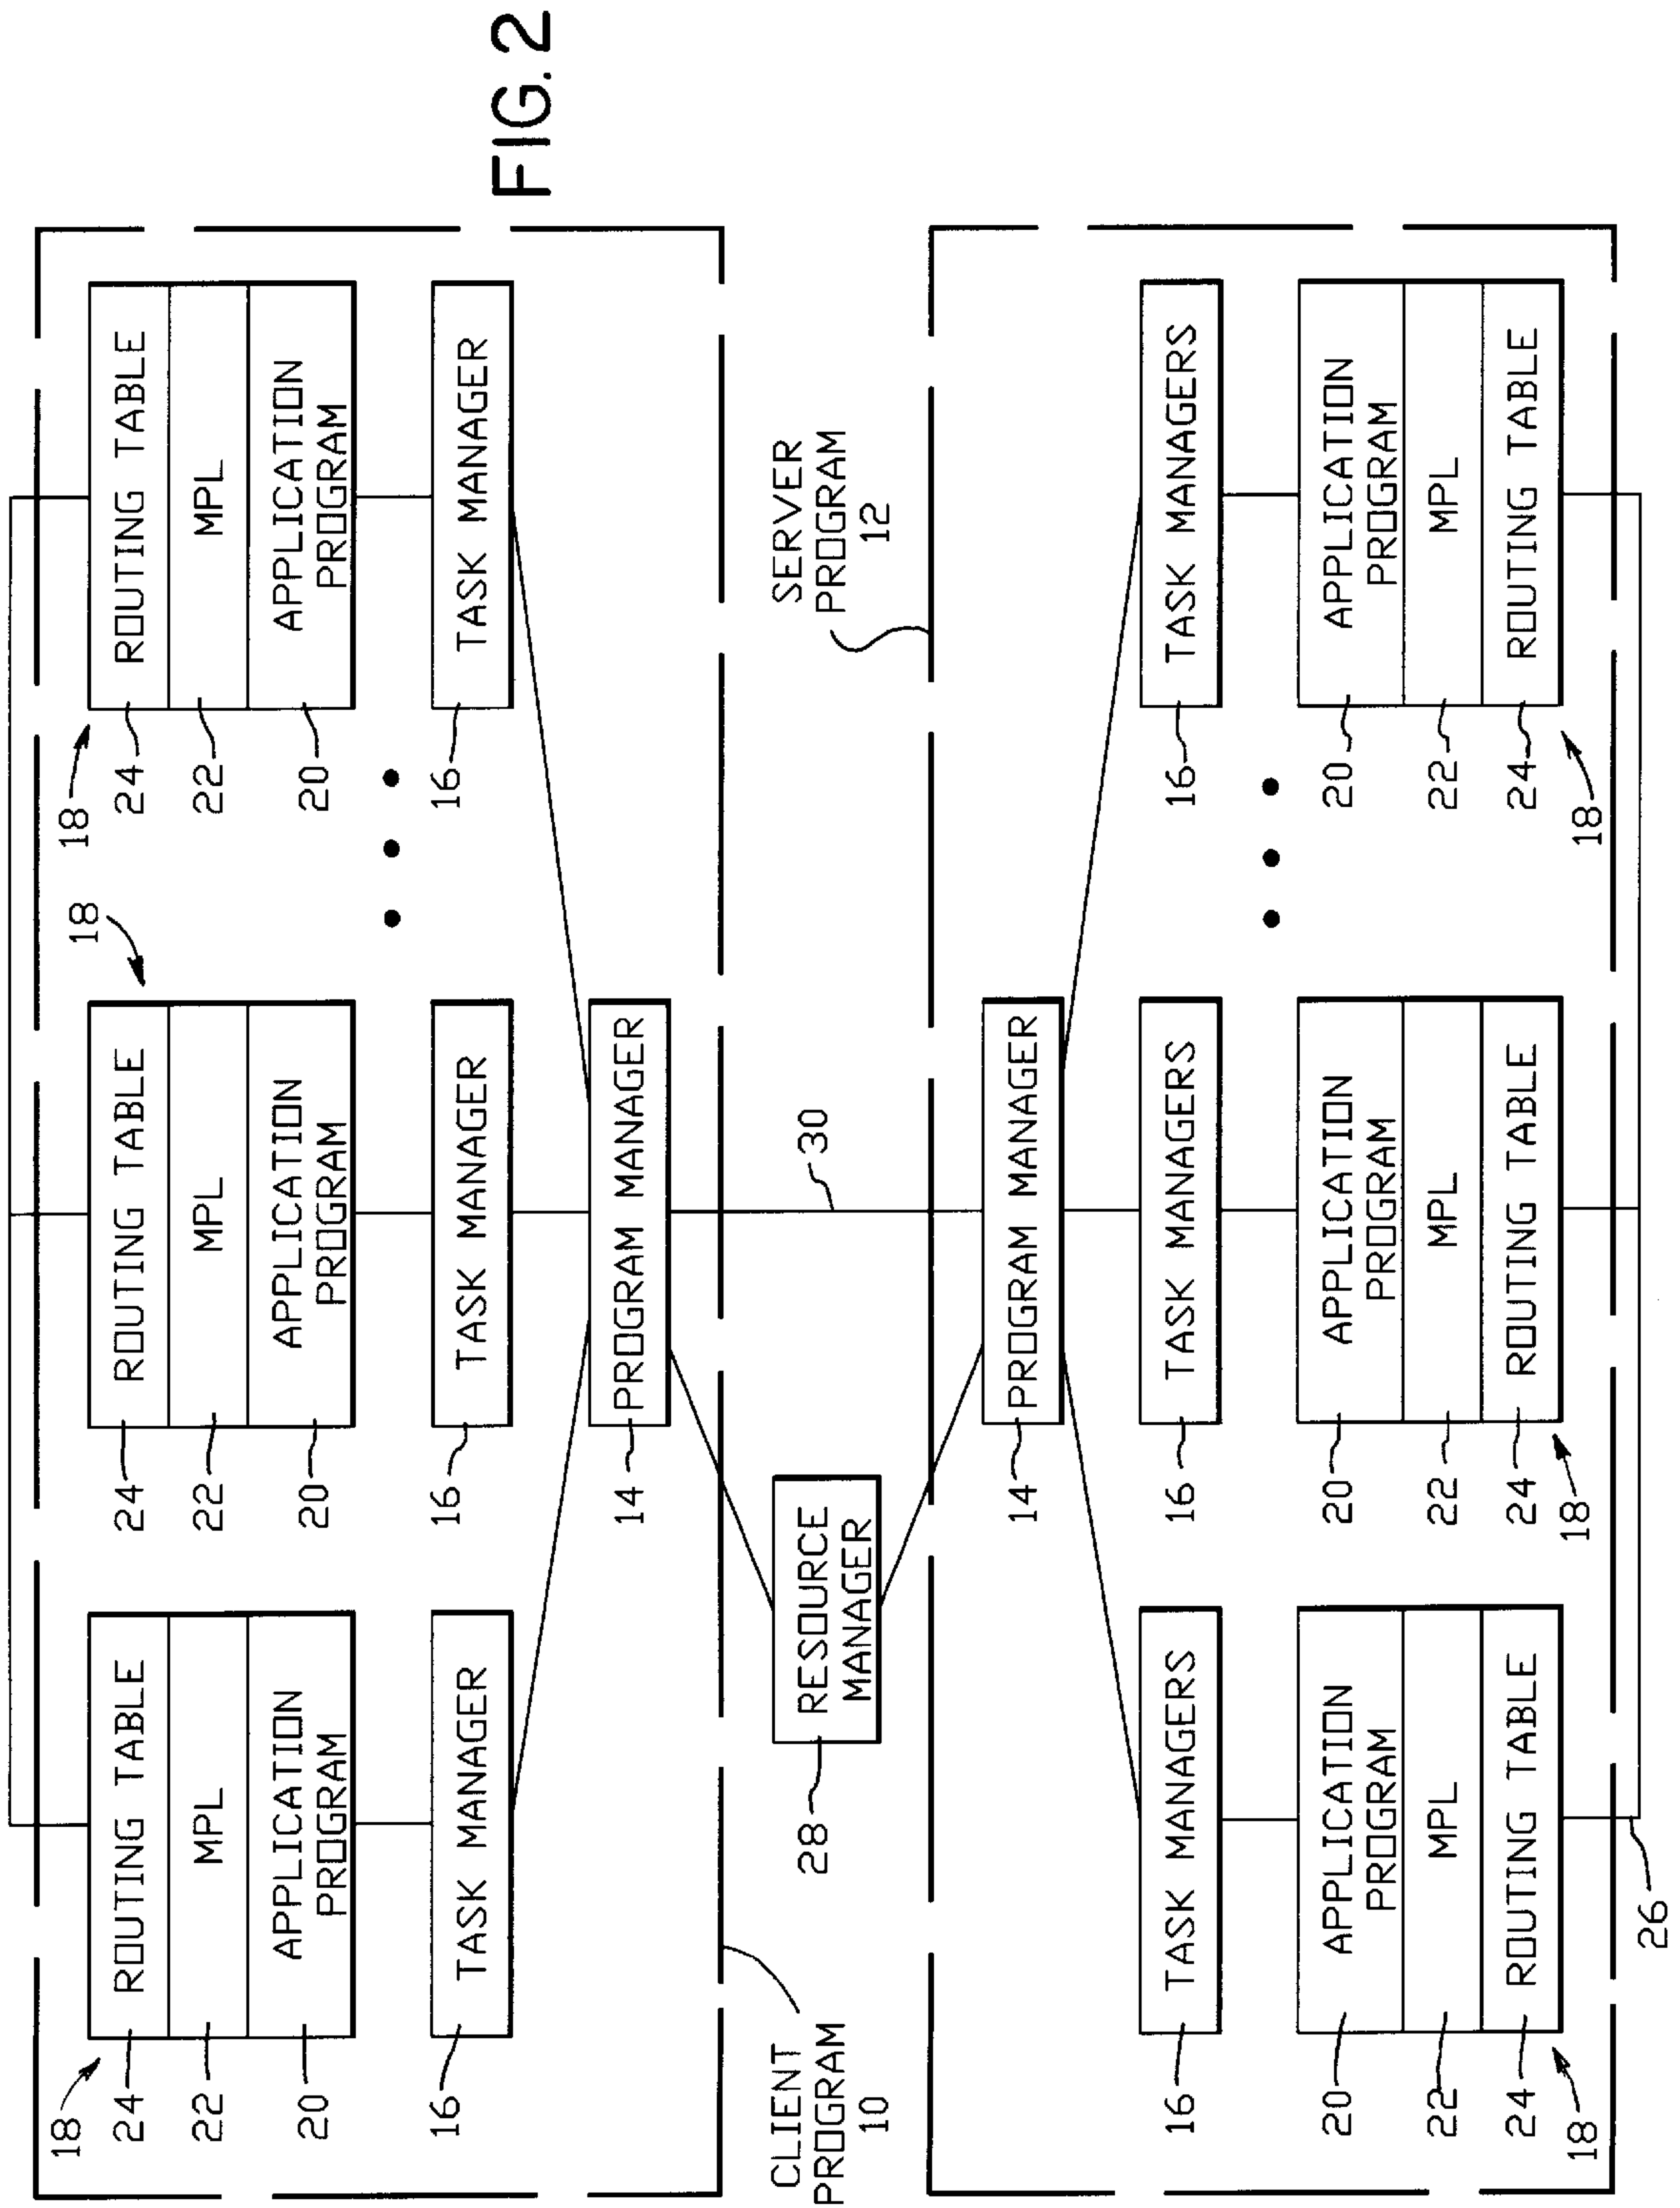 18
24
ROUTING TABLE
22
MPL
20
APPLICATION
PROGRAM
16
TASK MANAGER
18
24
ROUTING TABLE
22
MPL
20
APPLICATION
PROGRAM
16
TASK MANAGER
18
24
ROUTING TABLE
22
MPL
20
APPLICATION
PROGRAM
16
TASK MANAGER
14
PROGRAM MANAGER
FIG. 2
CLIENT
PROGRAM
10
28
RESOURCE
MANAGER
30
SERVER
PROGRAM
12
14
PROGRAM MANAGER
16
TASK MANAGERS
20
APPLICATION
PROGRAM
22
MPL
24
ROUTING TABLE
18
16
TASK MANAGERS
20
APPLICATION
PROGRAM
22
MPL
24
ROUTING TABLE
18
16
TASK MANAGERS
20
APPLICATION
PROGRAM
22
MPL
24
ROUTING TABLE
18
26